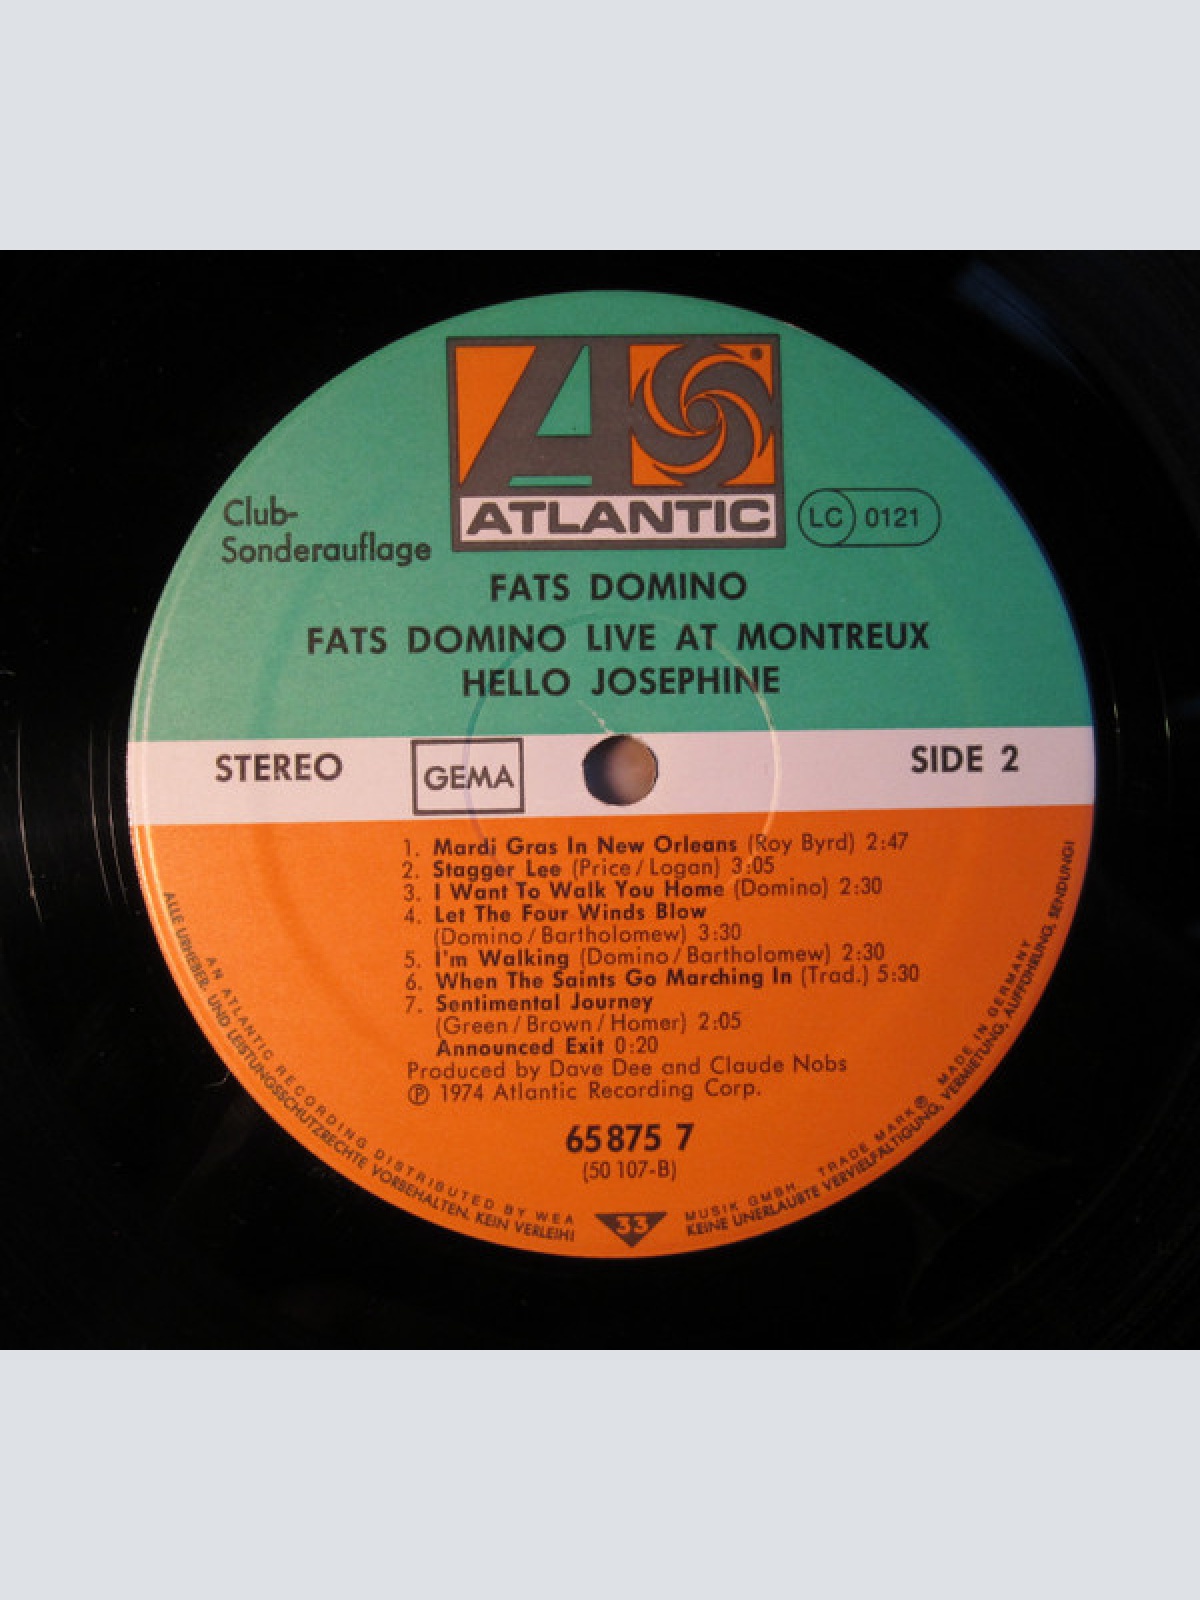 ATLANTIC
LC 0121
Club-
Sonderauflage
FATS DOMINO
FATS DOMINO LIVE AT MONTREUX
HELLO JOSEPHINE
STEREO GEMA SIDE 2
1. Mardi Gras In New Orleans (Roy Byrd) 2:47
2. Stagger Lee (Price / Logan) 3:05
3. I Want To Walk You Home (Domino) 2:30
4. Let The Four Winds Blow
(Domino / Bartholomew) 3:30
5. I'm Walking (Domino / Bartholomew) 2:30
6. When The Saints Go Marching In (Trad.) 5:30
7. Sentimental Journey
(Green / Brown / Homer) 2:05
Announced Exit 0:20
Produced by Dave Dee and Claude Nobs
℗ 1974 Atlantic Recording Corp.
65 875 7
(50 107-B)
33
AN ATLANTIC RECORDING DISTRIBUTED BY WEA MUSIK GMBH. TRADE MARK ® MADE IN GERMANY
ALLE URHEBER- UND LEISTUNGSSCHUTZRECHTE VORBEHALTEN. KEIN VERLEIH! KEINE UNERLAUBTE VERVIELFÄLTIGUNG, VERMIETUNG, AUFFÜHRUNG, SENDUNG!